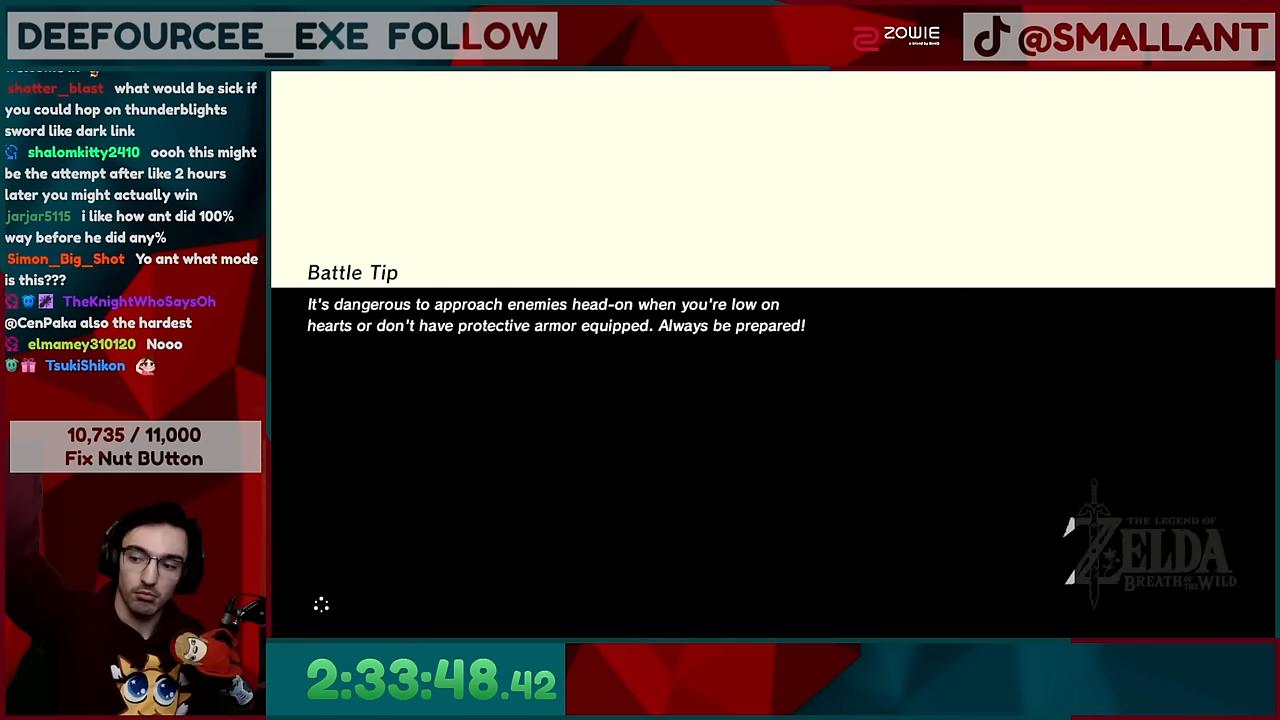 DEEFOURCEE_EXE FOLLOW
ZOWIE
@SMALLANT
shatter_blast what would be sick if
you could hop on thunderblights
sword like dark link
shalomkitty2410 oooh this might
be the attempt after like 2 hours
later you might actually win
jarjar5115 i like how ant did 100%
way before he did any%
Simon_Big_Shot Yo ant what mode
is this???
TheKnightWhoSaysOh
@CenPaka also the hardest
elmamey310120 Nooo
TsukiShikon
10,735 / 11,000
Fix Nut BUtton
Battle Tip
It's dangerous to approach enemies head-on when you're low on
hearts or don't have protective armor equipped. Always be prepared!
THE LEGEND OF
ZELDA
BREATH OF THE WILD
2:33:48.42